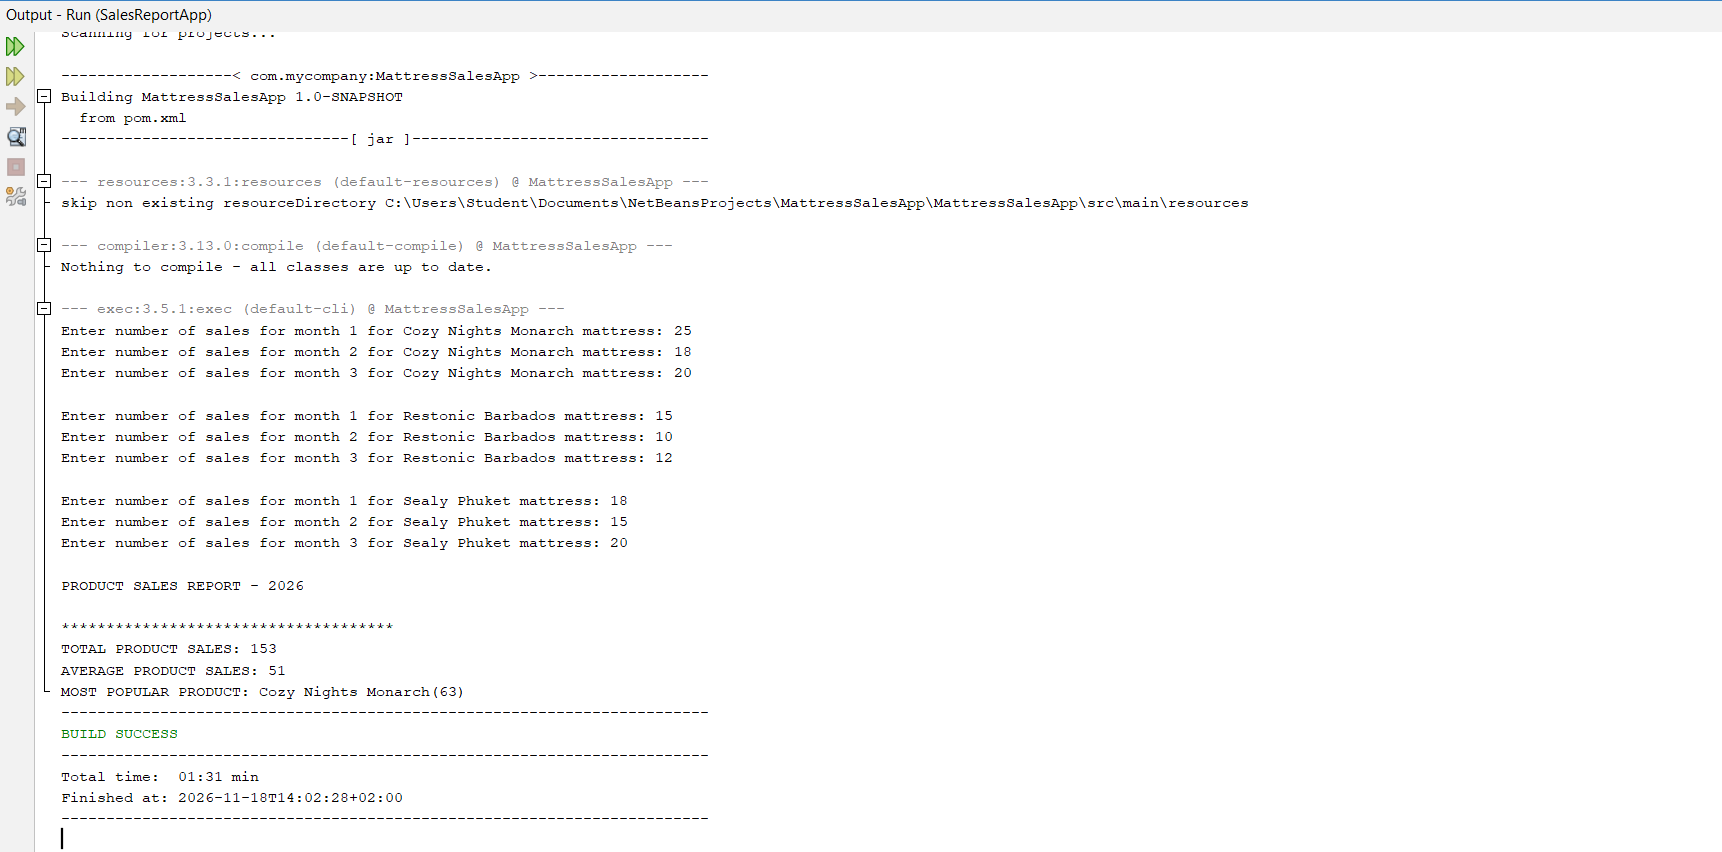 Output - Run (SalesReportApp)
Scanning for projects...
-------------------< com.mycompany:MattressSalesApp >-------------------
Building MattressSalesApp 1.0-SNAPSHOT
  from pom.xml
--------------------------------[ jar ]---------------------------------
--- resources:3.3.1:resources (default-resources) @ MattressSalesApp ---
skip non existing resourceDirectory C:\Users\Student\Documents\NetBeansProjects\MattressSalesApp\MattressSalesApp\src\main\resources
--- compiler:3.13.0:compile (default-compile) @ MattressSalesApp ---
Nothing to compile - all classes are up to date.
--- exec:3.5.1:exec (default-cli) @ MattressSalesApp ---
Enter number of sales for month 1 for Cozy Nights Monarch mattress: 25
Enter number of sales for month 2 for Cozy Nights Monarch mattress: 18
Enter number of sales for month 3 for Cozy Nights Monarch mattress: 20
Enter number of sales for month 1 for Restonic Barbados mattress: 15
Enter number of sales for month 2 for Restonic Barbados mattress: 10
Enter number of sales for month 3 for Restonic Barbados mattress: 12
Enter number of sales for month 1 for Sealy Phuket mattress: 18
Enter number of sales for month 2 for Sealy Phuket mattress: 15
Enter number of sales for month 3 for Sealy Phuket mattress: 20
PRODUCT SALES REPORT - 2026
*************************************
TOTAL PRODUCT SALES: 153
AVERAGE PRODUCT SALES: 51
MOST POPULAR PRODUCT: Cozy Nights Monarch(63)
------------------------------------------------------------------------
BUILD SUCCESS
------------------------------------------------------------------------
Total time:  01:31 min
Finished at: 2026-11-18T14:02:28+02:00
------------------------------------------------------------------------